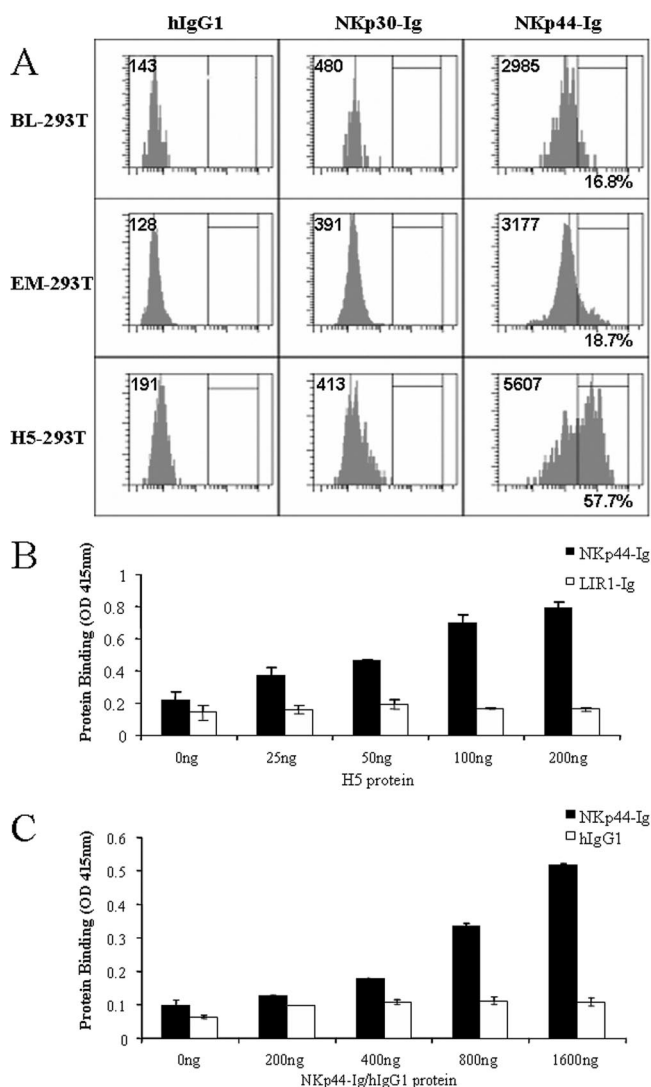 hIgG1 NKp30-Ig NKp44-Ig
A
BL-293T 143 480 2985
16.8%
EM-293T 128 391 3177
18.7%
H5-293T 191 413 5607
57.7%
B
NKp44-Ig
LIR1-Ig
Protein Binding (OD 415nm)
1
0.8
0.6
0.4
0.2
0
0ng 25ng 50ng 100ng 200ng
H5 protein
C
NKp44-Ig
hIgG1
Protein Binding (OD 415nm)
0.6
0.5
0.4
0.3
0.2
0.1
0
0ng 200ng 400ng 800ng 1600ng
NKp44-Ig/hIgG1 protein